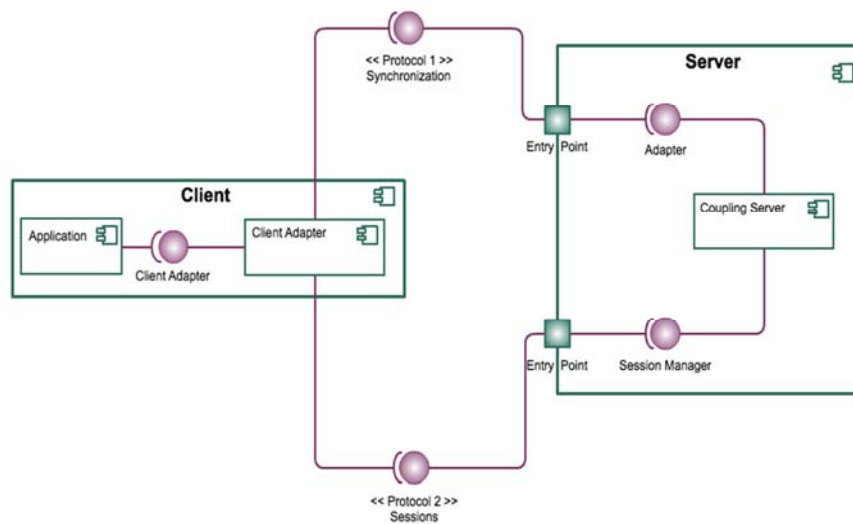 << Protocol 1 >>
Synchronization
Server
Entry Point
Adapter
Client
Application
Client Adapter
Coupling Server
Client Adapter
Entry Point
Session Manager
<< Protocol 2 >>
Sessions